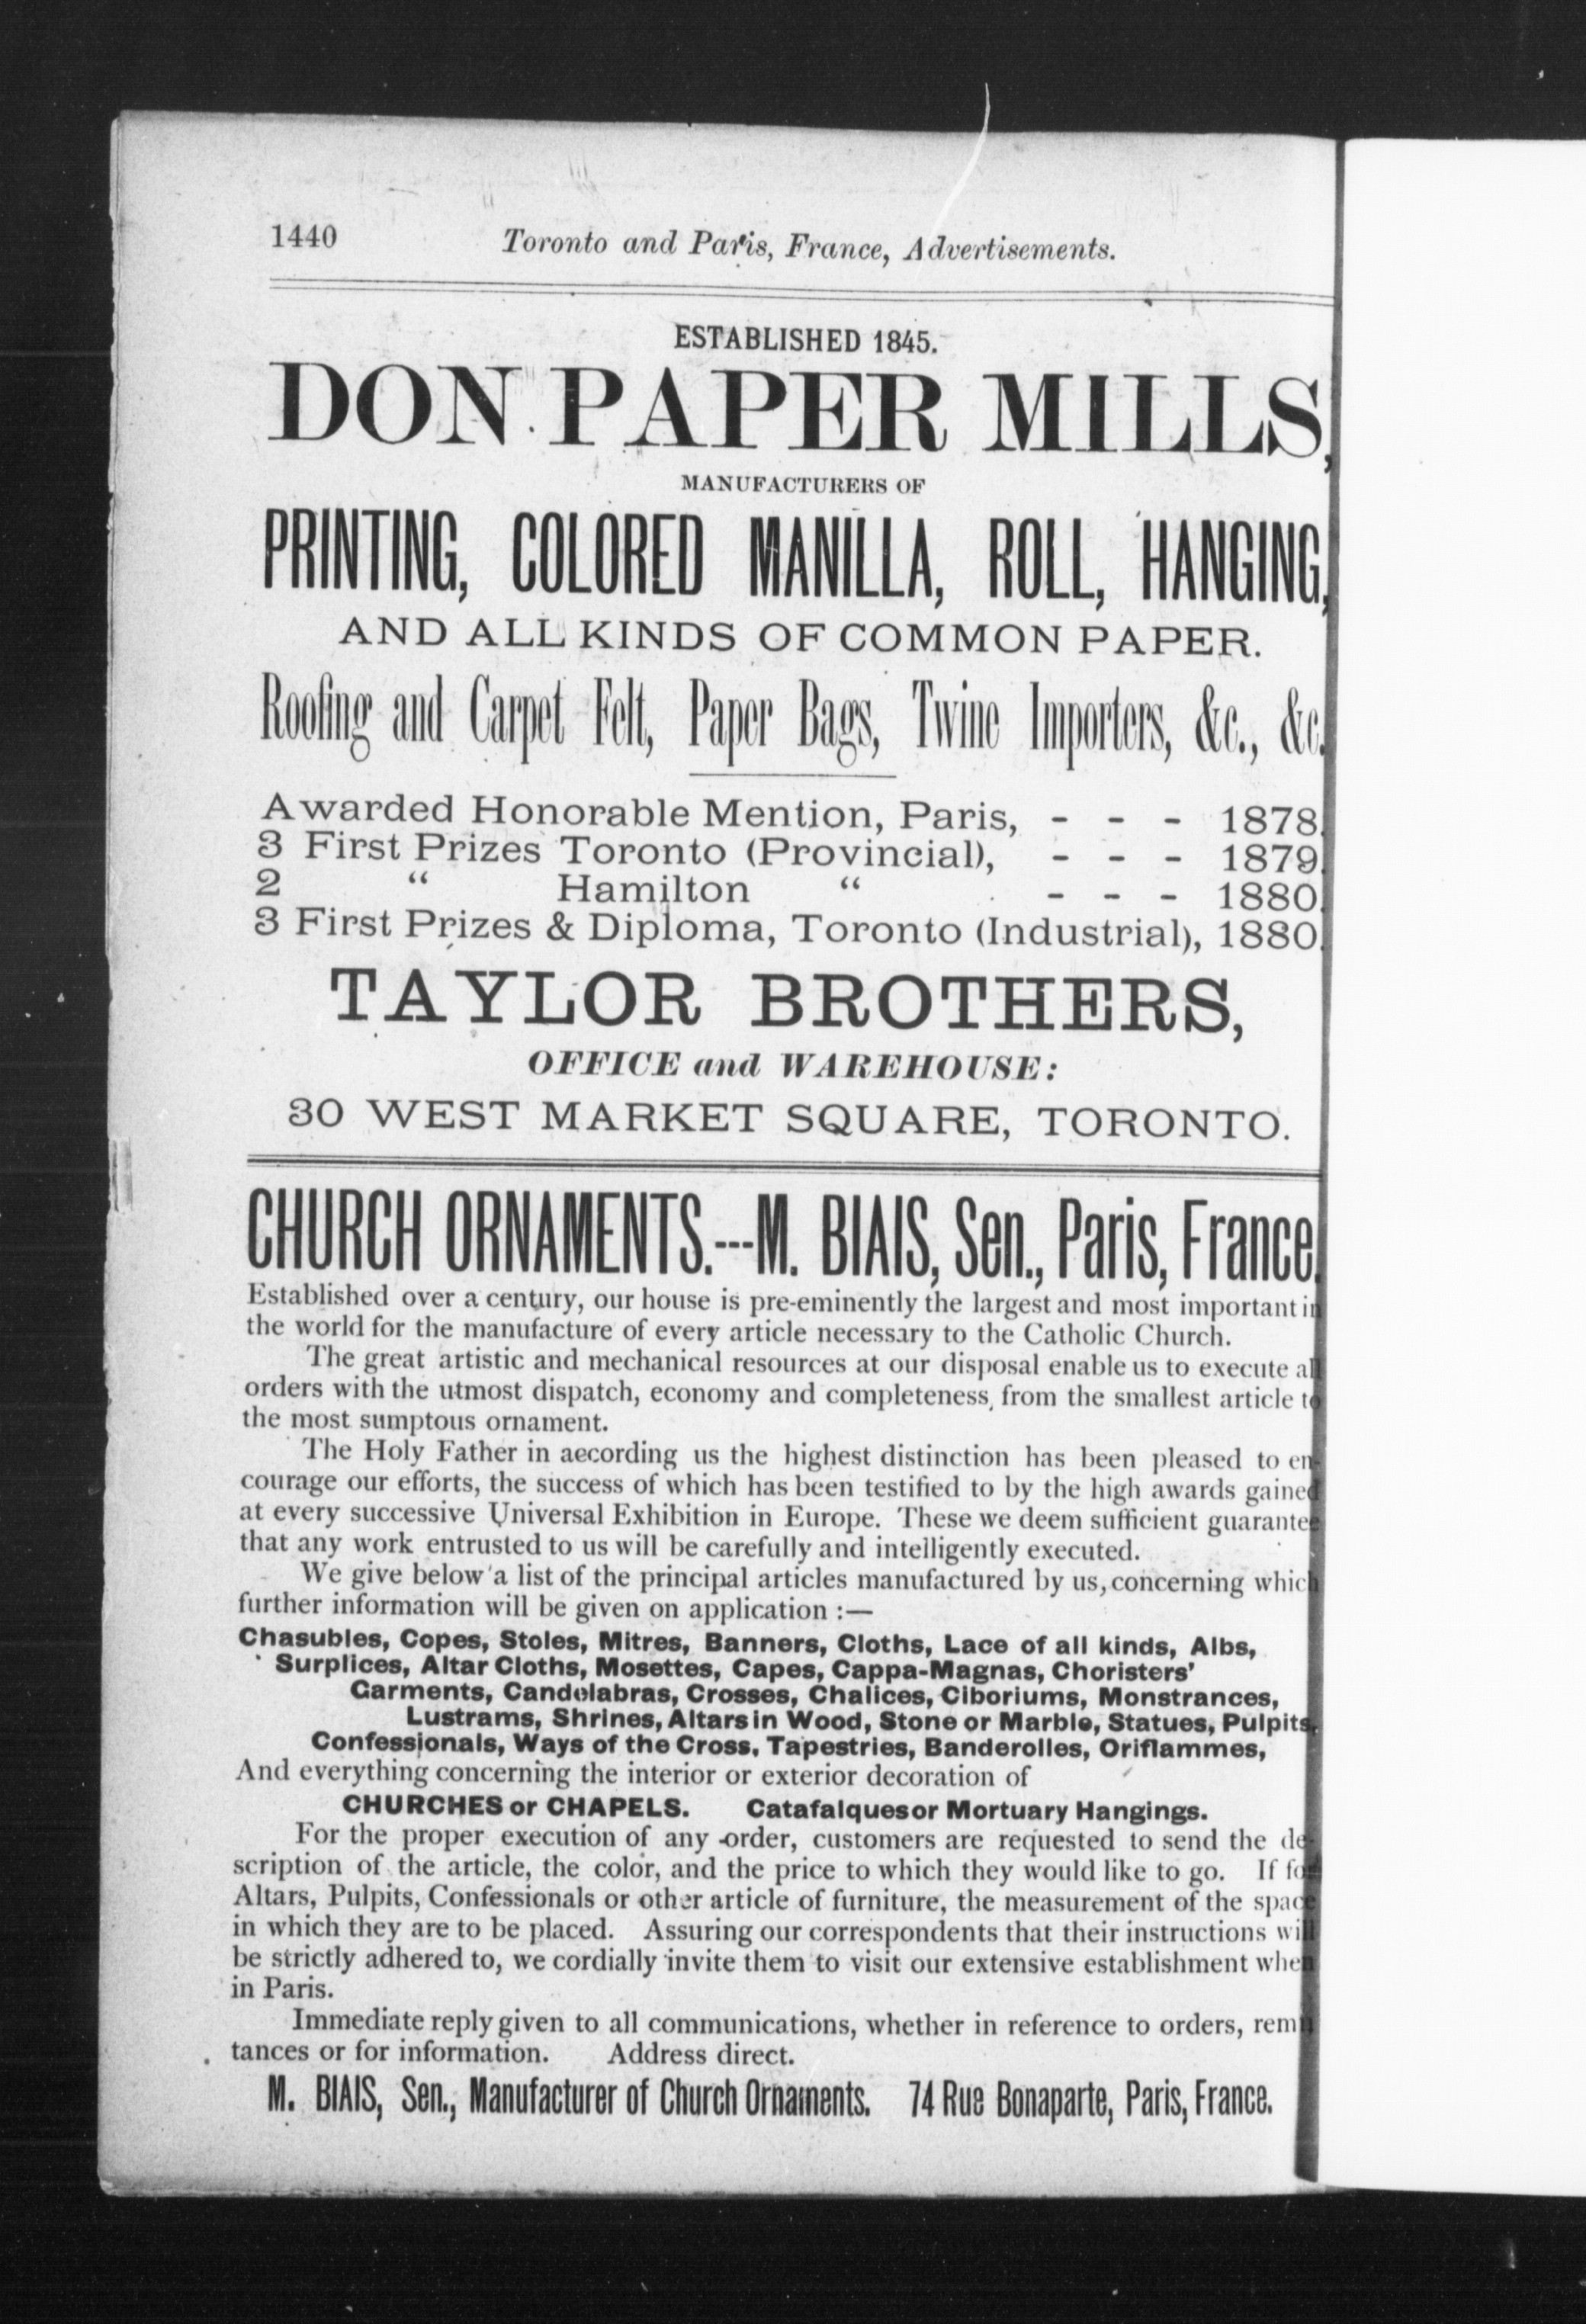 1440 Toronto and Paris, France, Advertisements.
ESTABLISHED 1845.
DON PAPER MILLS,
MANUFACTURERS OF
PRINTING, COLORED MANILLA, ROLL, HANGING,
AND ALL KINDS OF COMMON PAPER.
Roofing and Carpet Felt, Paper Bags, Twine Importers, &c., &c.
Awarded Honorable Mention, Paris, - - - 1878.
3 First Prizes Toronto (Provincial), - - - 1879.
2 “ Hamilton “ - - - 1880.
3 First Prizes & Diploma, Toronto (Industrial), 1880.
TAYLOR BROTHERS,
OFFICE and WAREHOUSE:
30 WEST MARKET SQUARE, TORONTO.
CHURCH ORNAMENTS.---M. BIAIS, Sen., Paris, France.
Established over a century, our house is pre-eminently the largest and most important in
the world for the manufacture of every article necessary to the Catholic Church.
The great artistic and mechanical resources at our disposal enable us to execute all
orders with the utmost dispatch, economy and completeness, from the smallest article to
the most sumptous ornament.
The Holy Father in aecording us the highest distinction has been pleased to en-
courage our efforts, the success of which has been testified to by the high awards gained
at every successive Universal Exhibition in Europe. These we deem sufficient guarantee
that any work entrusted to us will be carefully and intelligently executed.
We give below a list of the principal articles manufactured by us, concerning which
further information will be given on application :—
Chasubles, Copes, Stoles, Mitres, Banners, Cloths, Lace of all kinds, Albs,
Surplices, Altar Cloths, Mosettes, Capes, Cappa-Magnas, Choristers'
Garments, Candelabras, Crosses, Chalices, Ciboriums, Monstrances,
Lustrams, Shrines, Altars in Wood, Stone or Marble, Statues, Pulpits,
Confessionals, Ways of the Cross, Tapestries, Banderolles, Oriflammes,
And everything concerning the interior or exterior decoration of
CHURCHES or CHAPELS. Catafalques or Mortuary Hangings.
For the proper execution of any order, customers are requested to send the de-
scription of the article, the color, and the price to which they would like to go. If for
Altars, Pulpits, Confessionals or other article of furniture, the measurement of the space
in which they are to be placed. Assuring our correspondents that their instructions will
be strictly adhered to, we cordially invite them to visit our extensive establishment when
in Paris.
Immediate reply given to all communications, whether in reference to orders, remit
tances or for information. Address direct.
M. BIAIS, Sen., Manufacturer of Church Ornaments. 74 Rue Bonaparte, Paris, France.